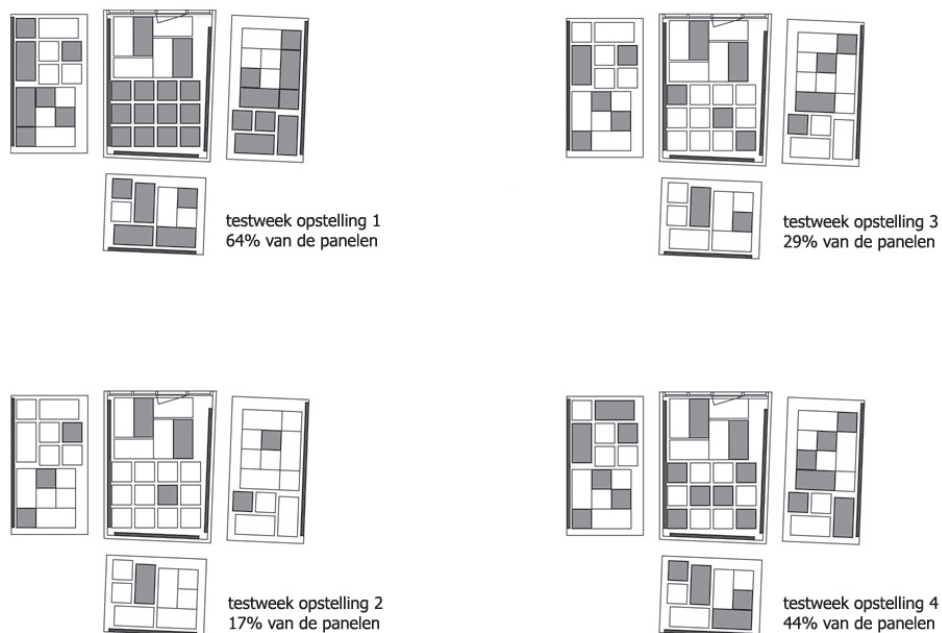 testweek opstelling 1
64% van de panelen
testweek opstelling 3
29% van de panelen
testweek opstelling 2
17% van de panelen
testweek opstelling 4
44% van de panelen